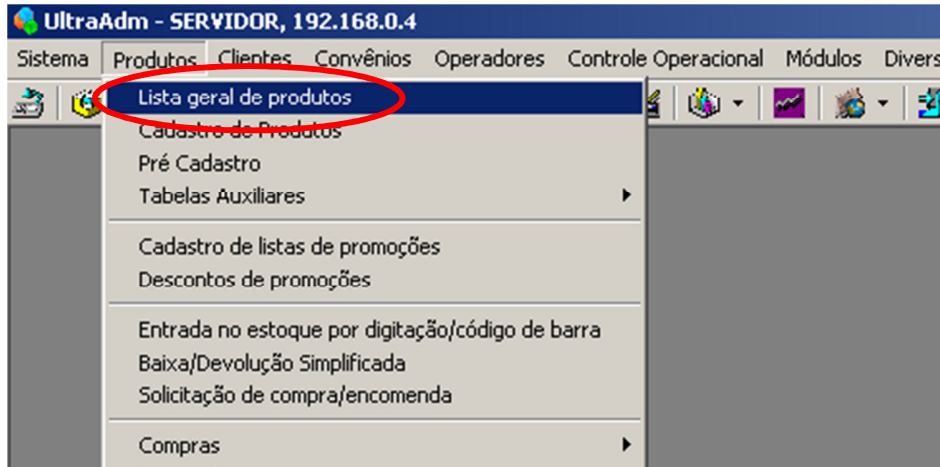 UltraAdm - SERVIDOR, 192.168.0.4
Sistema Produtos Clientes Convênios Operadores Controle Operacional Módulos Divers
Lista geral de produtos
Cadastro de Produtos
Pré Cadastro
Tabelas Auxiliares
Cadastro de listas de promoções
Descontos de promoções
Entrada no estoque por digitação/código de barra
Baixa/Devolução Simplificada
Solicitação de compra/encomenda
Compras